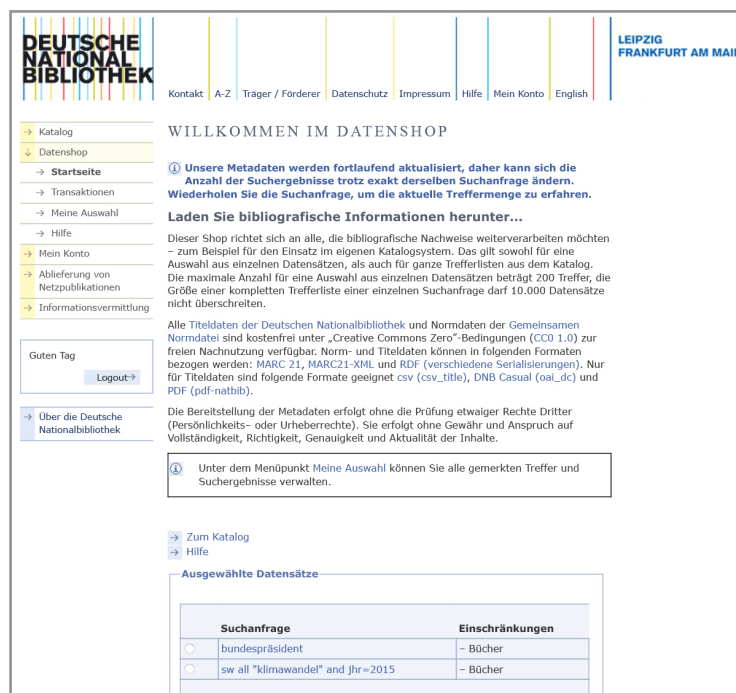 DEUTSCHE
NATIONAL
BIBLIOTHEK
LEIPZIG
FRANKFURT AM MAIN
Kontakt A-Z Träger / Förderer Datenschutz Impressum Hilfe Mein Konto English
→ Katalog
↓ Datenshop
→ Startseite
→ Transaktionen
→ Meine Auswahl
→ Hilfe
→ Mein Konto
→ Ablieferung von
Netzpublikationen
→ Informationsvermittlung
Guten Tag
Logout→
→ Über die Deutsche
Nationalbibliothek
WILLKOMMEN IM DATENSHOP
Unsere Metadaten werden fortlaufend aktualisiert, daher kann sich die
Anzahl der Suchergebnisse trotz exakt derselben Suchanfrage ändern.
Wiederholen Sie die Suchanfrage, um die aktuelle Treffermenge zu erfahren.
Laden Sie bibliografische Informationen herunter...
Dieser Shop richtet sich an alle, die bibliografische Nachweise weiterverarbeiten möchten
– zum Beispiel für den Einsatz im eigenen Katalogsystem. Das gilt sowohl für eine
Auswahl aus einzelnen Datensätzen, als auch für ganze Trefferlisten aus dem Katalog.
Die maximale Anzahl für eine Auswahl aus einzelnen Datensätzen beträgt 200 Treffer, die
Größe einer kompletten Trefferliste einer einzelnen Suchanfrage darf 10.000 Datensätze
nicht überschreiten.
Alle Titeldaten der Deutschen Nationalbibliothek und Normdaten der Gemeinsamen
Normdatei sind kostenfrei unter „Creative Commons Zero"-Bedingungen (CC0 1.0) zur
freien Nachnutzung verfügbar. Norm- und Titeldaten können in folgenden Formaten
bezogen werden: MARC 21, MARC21-XML und RDF (verschiedene Serialisierungen). Nur
für Titeldaten sind folgende Formate geeignet csv (csv_title), DNB Casual (oai_dc) und
PDF (pdf-natbib).
Die Bereitstellung der Metadaten erfolgt ohne die Prüfung etwaiger Rechte Dritter
(Persönlichkeits- oder Urheberrechte). Sie erfolgt ohne Gewähr und Anspruch auf
Vollständigkeit, Richtigkeit, Genauigkeit und Aktualität der Inhalte.
Unter dem Menüpunkt Meine Auswahl können Sie alle gemerkten Treffer und
Suchergebnisse verwalten.
→ Zum Katalog
→ Hilfe
Ausgewählte Datensätze
Suchanfrage Einschränkungen
bundespräsident – Bücher
sw all "klimawandel" and jhr=2015 – Bücher